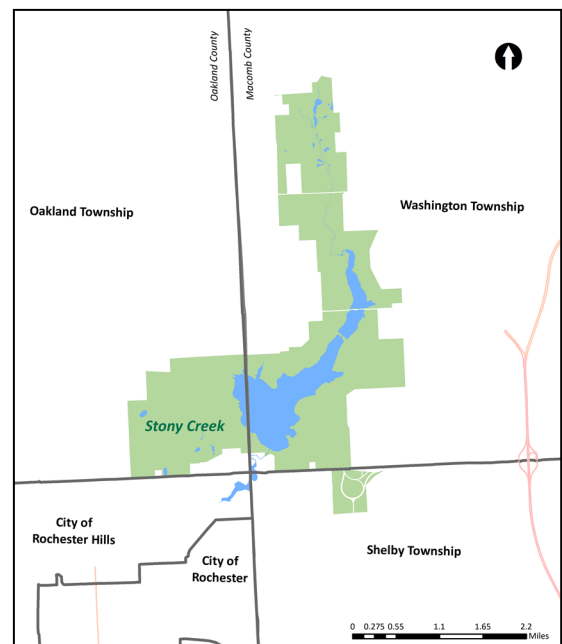 Oakland County
Macomb County
Oakland Township
Washington Township
Stony Creek
City of
Rochester Hills
City of
Rochester
Shelby Township
0 0.275 0.55 1.1 1.65 2.2
Miles